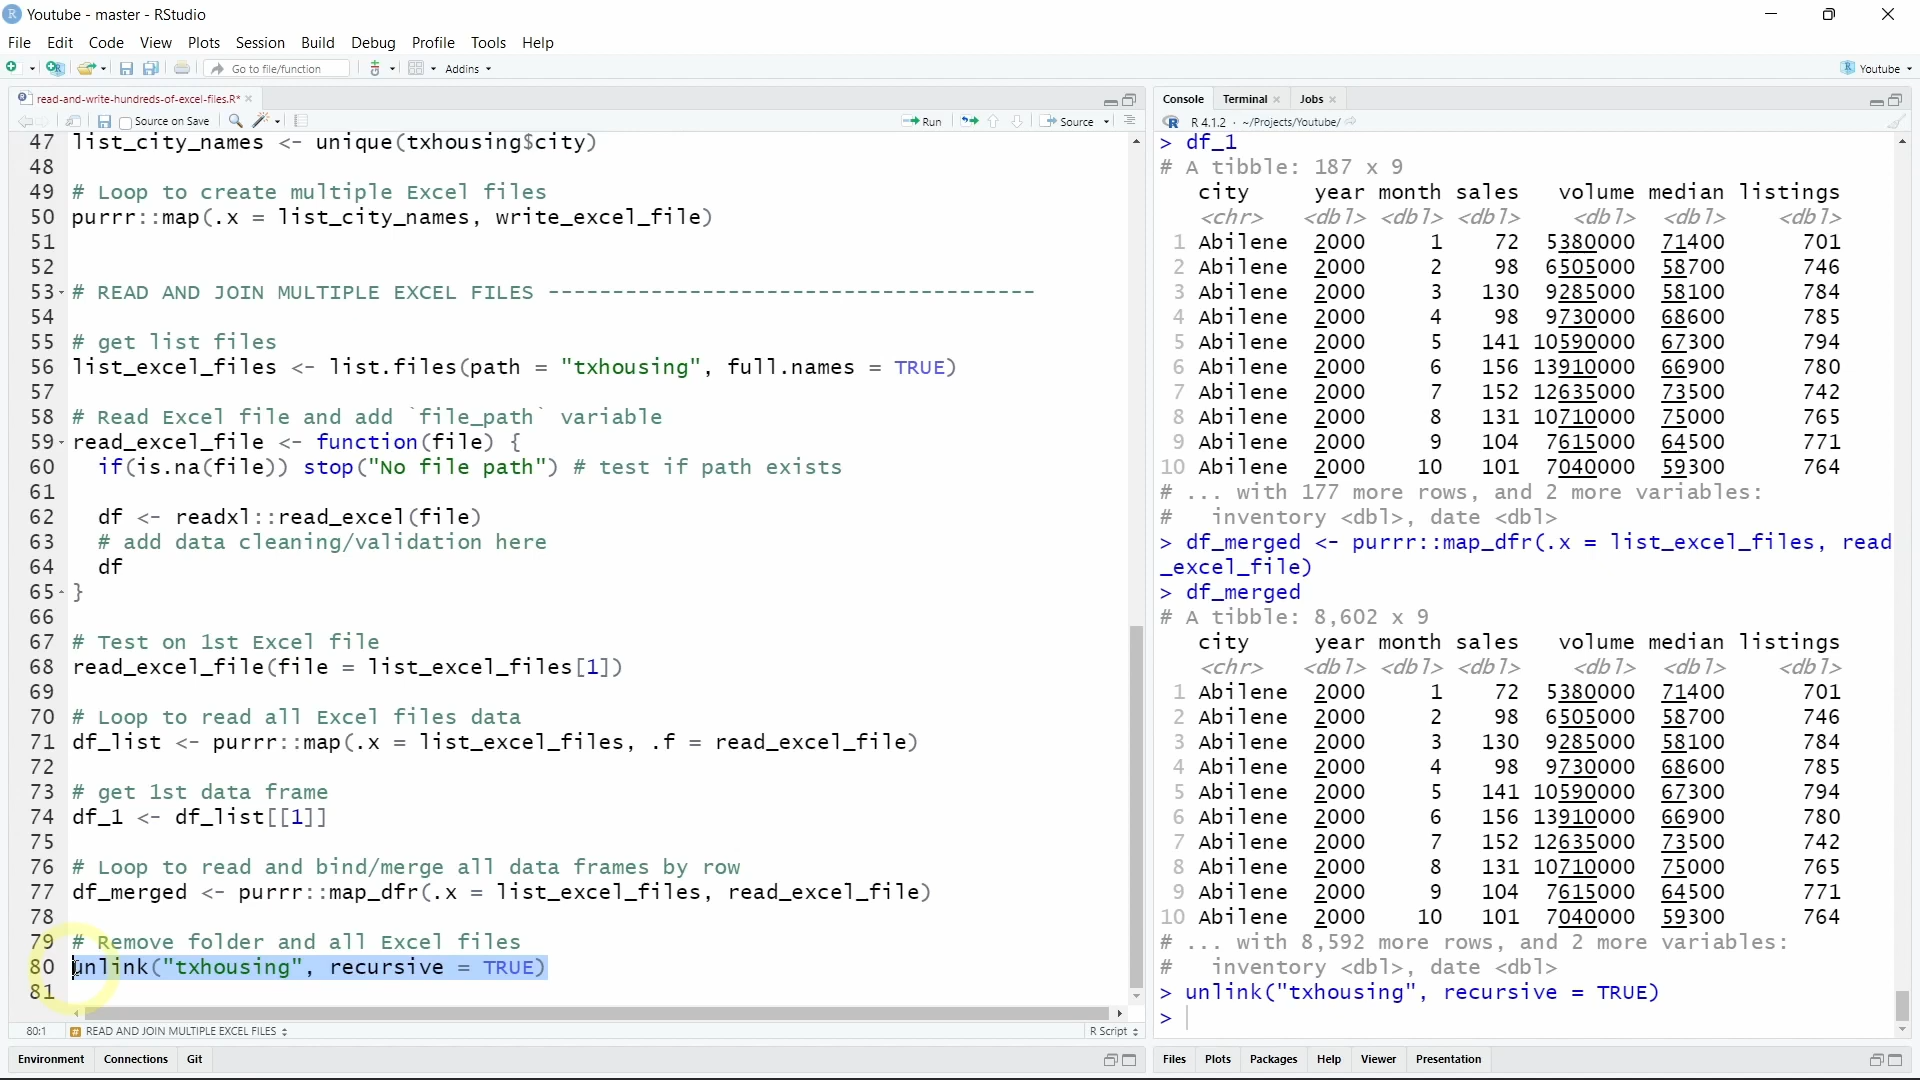 Youtube - master - RStudio
File Edit Code View Plots Session Build Debug Profile Tools Help
Go to file/function Addins Youtube
read-and-write-hundreds-of-excel-files.R*
Source on Save Run Source
47 list_city_names <- unique(txhousing$city)
48
49 # Loop to create multiple Excel files
50 purrr::map(.x = list_city_names, write_excel_file)
51
52
53 # READ AND JOIN MULTIPLE EXCEL FILES --------------------------------------
54
55 # get list files
56 list_excel_files <- list.files(path = "txhousing", full.names = TRUE)
57
58 # Read Excel file and add `file_path` variable
59 read_excel_file <- function(file) {
60 if(is.na(file)) stop("No file path") # test if path exists
61
62 df <- readxl::read_excel(file)
63 # add data cleaning/validation here
64 df
65 }
66
67 # Test on 1st Excel file
68 read_excel_file(file = list_excel_files[1])
69
70 # Loop to read all Excel files data
71 df_list <- purrr::map(.x = list_excel_files, .f = read_excel_file)
72
73 # get 1st data frame
74 df_1 <- df_list[[1]]
75
76 # Loop to read and bind/merge all data frames by row
77 df_merged <- purrr::map_dfr(.x = list_excel_files, read_excel_file)
78
79 # Remove folder and all Excel files
80 unlink("txhousing", recursive = TRUE)
81
80:1 READ AND JOIN MULTIPLE EXCEL FILES R Script
Environment Connections Git
Console Terminal Jobs
R 4.1.2 · ~/Projects/Youtube/
> df_1
# A tibble: 187 x 9
city year month sales volume median listings
<chr> <dbl> <dbl> <dbl> <dbl> <dbl> <dbl>
1 Abilene 2000 1 72 5380000 71400 701
2 Abilene 2000 2 98 6505000 58700 746
3 Abilene 2000 3 130 9285000 58100 784
4 Abilene 2000 4 98 9730000 68600 785
5 Abilene 2000 5 141 10590000 67300 794
6 Abilene 2000 6 156 13910000 66900 780
7 Abilene 2000 7 152 12635000 73500 742
8 Abilene 2000 8 131 10710000 75000 765
9 Abilene 2000 9 104 7615000 64500 771
10 Abilene 2000 10 101 7040000 59300 764
# ... with 177 more rows, and 2 more variables:
# inventory <dbl>, date <dbl>
> df_merged <- purrr::map_dfr(.x = list_excel_files, read
_excel_file)
> df_merged
# A tibble: 8,602 x 9
city year month sales volume median listings
<chr> <dbl> <dbl> <dbl> <dbl> <dbl> <dbl>
1 Abilene 2000 1 72 5380000 71400 701
2 Abilene 2000 2 98 6505000 58700 746
3 Abilene 2000 3 130 9285000 58100 784
4 Abilene 2000 4 98 9730000 68600 785
5 Abilene 2000 5 141 10590000 67300 794
6 Abilene 2000 6 156 13910000 66900 780
7 Abilene 2000 7 152 12635000 73500 742
8 Abilene 2000 8 131 10710000 75000 765
9 Abilene 2000 9 104 7615000 64500 771
10 Abilene 2000 10 101 7040000 59300 764
# ... with 8,592 more rows, and 2 more variables:
# inventory <dbl>, date <dbl>
> unlink("txhousing", recursive = TRUE)
>
Files Plots Packages Help Viewer Presentation